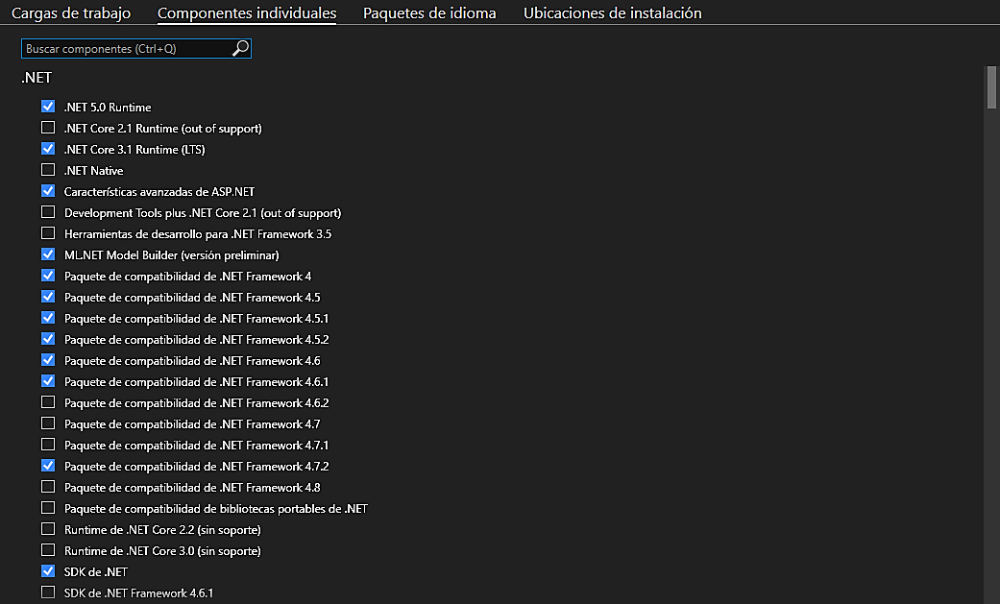 Cargas de trabajo Componentes individuales Paquetes de idioma Ubicaciones de instalación
Buscar componentes (Ctrl+Q)
.NET
.NET 5.0 Runtime
.NET Core 2.1 Runtime (out of support)
.NET Core 3.1 Runtime (LTS)
.NET Native
Características avanzadas de ASP.NET
Development Tools plus .NET Core 2.1 (out of support)
Herramientas de desarrollo para .NET Framework 3.5
ML.NET Model Builder (versión preliminar)
Paquete de compatibilidad de .NET Framework 4
Paquete de compatibilidad de .NET Framework 4.5
Paquete de compatibilidad de .NET Framework 4.5.1
Paquete de compatibilidad de .NET Framework 4.5.2
Paquete de compatibilidad de .NET Framework 4.6
Paquete de compatibilidad de .NET Framework 4.6.1
Paquete de compatibilidad de .NET Framework 4.6.2
Paquete de compatibilidad de .NET Framework 4.7
Paquete de compatibilidad de .NET Framework 4.7.1
Paquete de compatibilidad de .NET Framework 4.7.2
Paquete de compatibilidad de .NET Framework 4.8
Paquete de compatibilidad de bibliotecas portables de .NET
Runtime de .NET Core 2.2 (sin soporte)
Runtime de .NET Core 3.0 (sin soporte)
SDK de .NET
SDK de .NET Framework 4.6.1